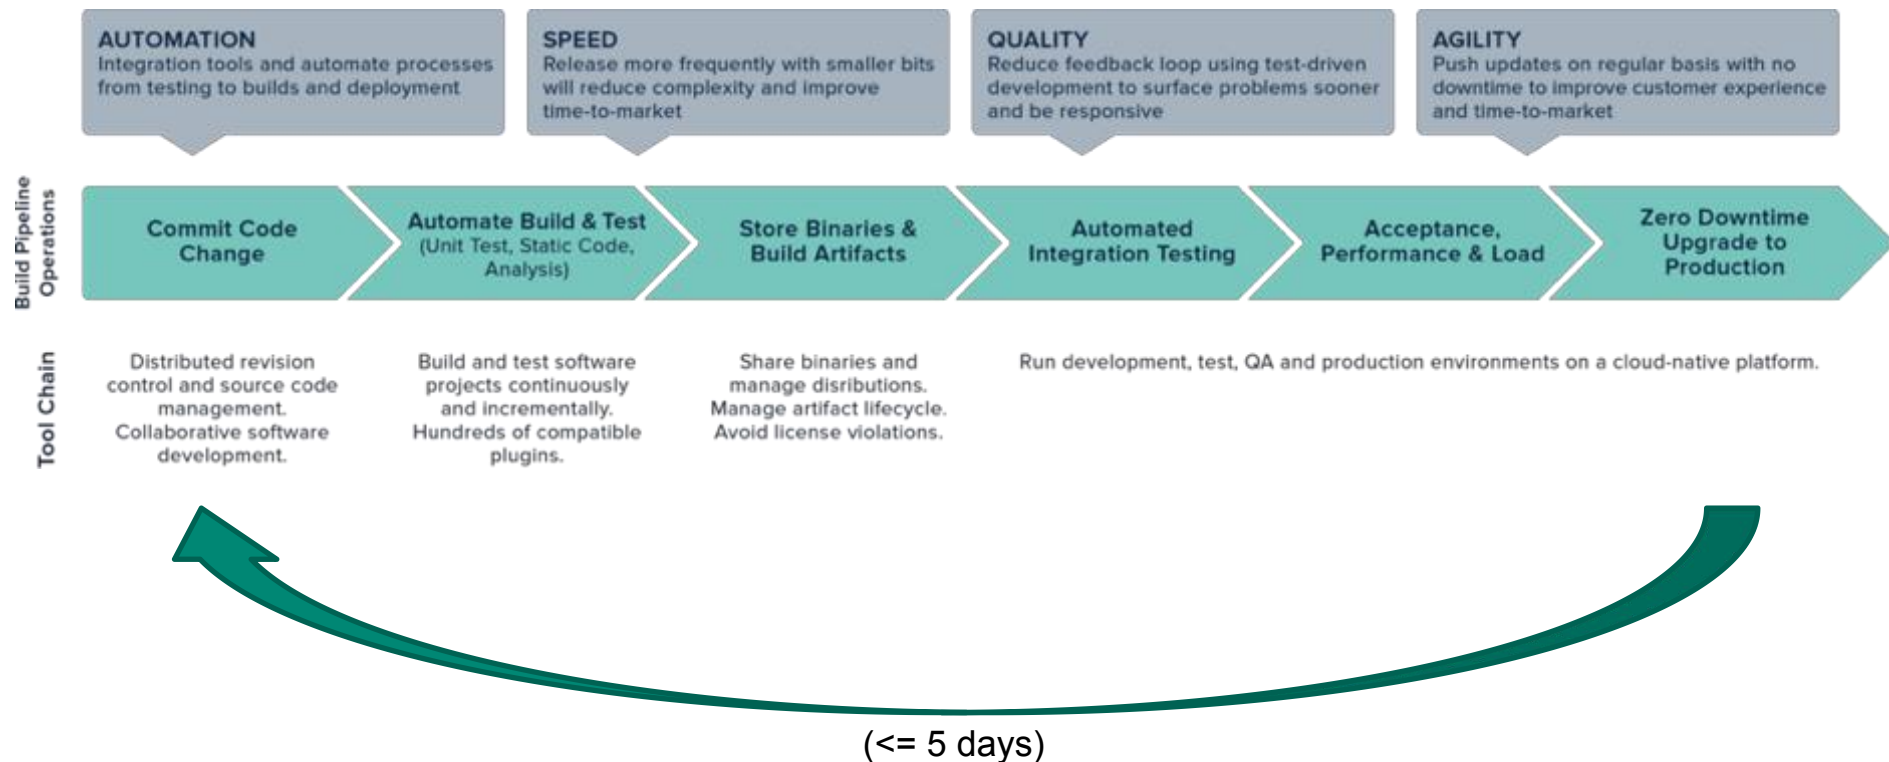 AUTOMATION
Integration tools and automate processes
from testing to builds and deployment
SPEED
Release more frequently with smaller bits
will reduce complexity and improve
time-to-market
QUALITY
Reduce feedback loop using test-driven
development to surface problems sooner
and be responsive
AGILITY
Push updates on regular basis with no
downtime to improve customer experience
and time-to-market
Build Pipeline
Operations
Commit Code
Change
Automate Build & Test
(Unit Test, Static Code,
Analysis)
Store Binaries &
Build Artifacts
Automated
Integration Testing
Acceptance,
Performance & Load
Zero Downtime
Upgrade to
Production
Tool Chain
Distributed revision
control and source code
management.
Collaborative software
development.
Build and test software
projects continuously
and incrementally.
Hundreds of compatible
plugins.
Share binaries and
manage disributions.
Manage artifact lifecycle.
Avoid license violations.
Run development, test, QA and production environments on a cloud-native platform.
(<= 5 days)